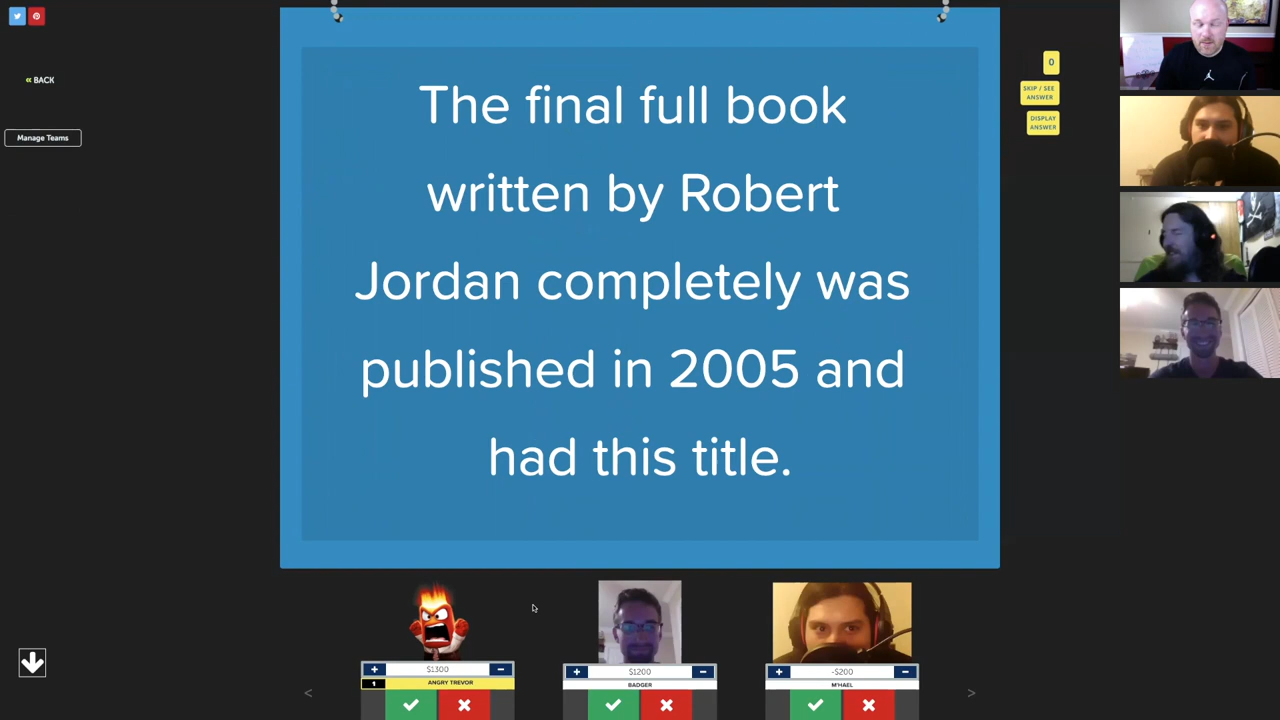 « BACK
Manage Teams
The final full book
written by Robert
Jordan completely was
published in 2005 and
had this title.
0
SKIP / SEE
ANSWER
DISPLAY
ANSWER
+ $1300 −
1 ANGRY TREVOR
+ $1200 −
BADGER
+ -$200 −
M'HAEL
< >